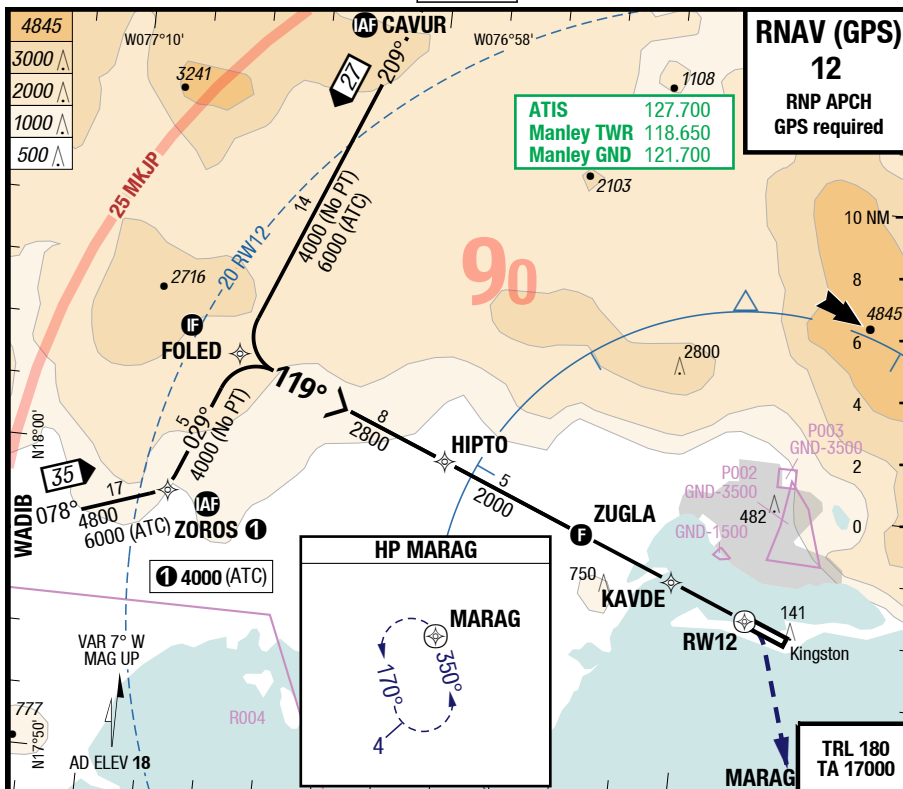 4845
3000
2000
1000
500
W077°10'
IAF CAVUR
W076°58'
RNAV (GPS)
12
RNP APCH
GPS required
3241
27
209°
1108
ATIS 127.700
Manley TWR 118.650
Manley GND 121.700
25 MKJP
2103
14
4000 (No PT)
6000 (ATC)
10 NM
20 RW12
90
2716
8
4845
IF
FOLED
6
2800
119°
5
029°
4000 (No PT)
8
2800
4
N18°00'
HIPTO
P003
GND-3500
35
2
P002
GND-3500
5
2000
17
078°
4800
6000 (ATC)
WADIB
IAF
ZOROS 1
ZUGLA
F
482
0
GND-1500
HP MARAG
1 4000 (ATC)
750
KAVDE
MARAG
141
RW12
Kingston
VAR 7° W
MAG UP
350°
170°
777
R004
4
N17°50'
AD ELEV 18
MARAG
TRL 180
TA 17000